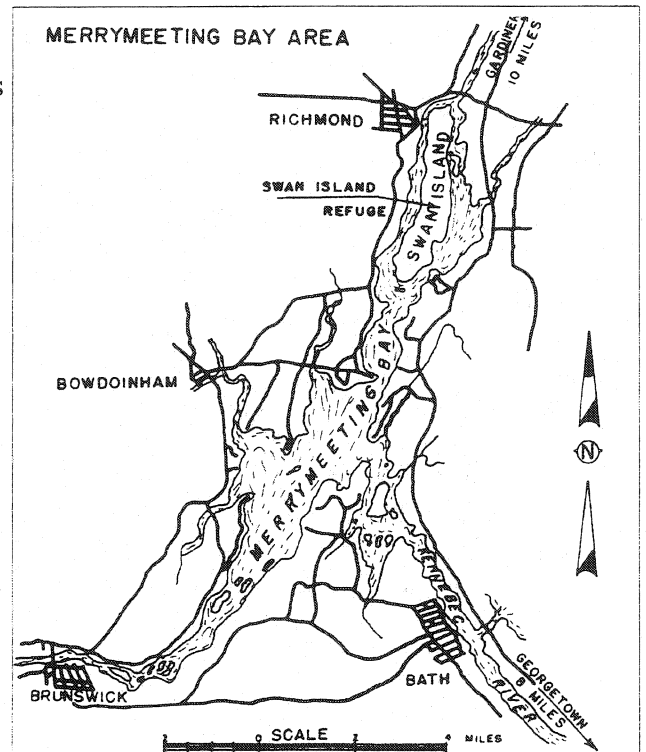 MERRYMEETING BAY AREA
GARDINER
10 MILES
RICHMOND
SWAN ISLAND
REFUGE
SWAN ISLAND
BOWDOINHAM
MERRYMEETING BAY
N
KENNEBEC
RIVER
BATH
GEORGETOWN
8 MILES
BRUNSWICK
SCALE
2 0 2 4 MILES